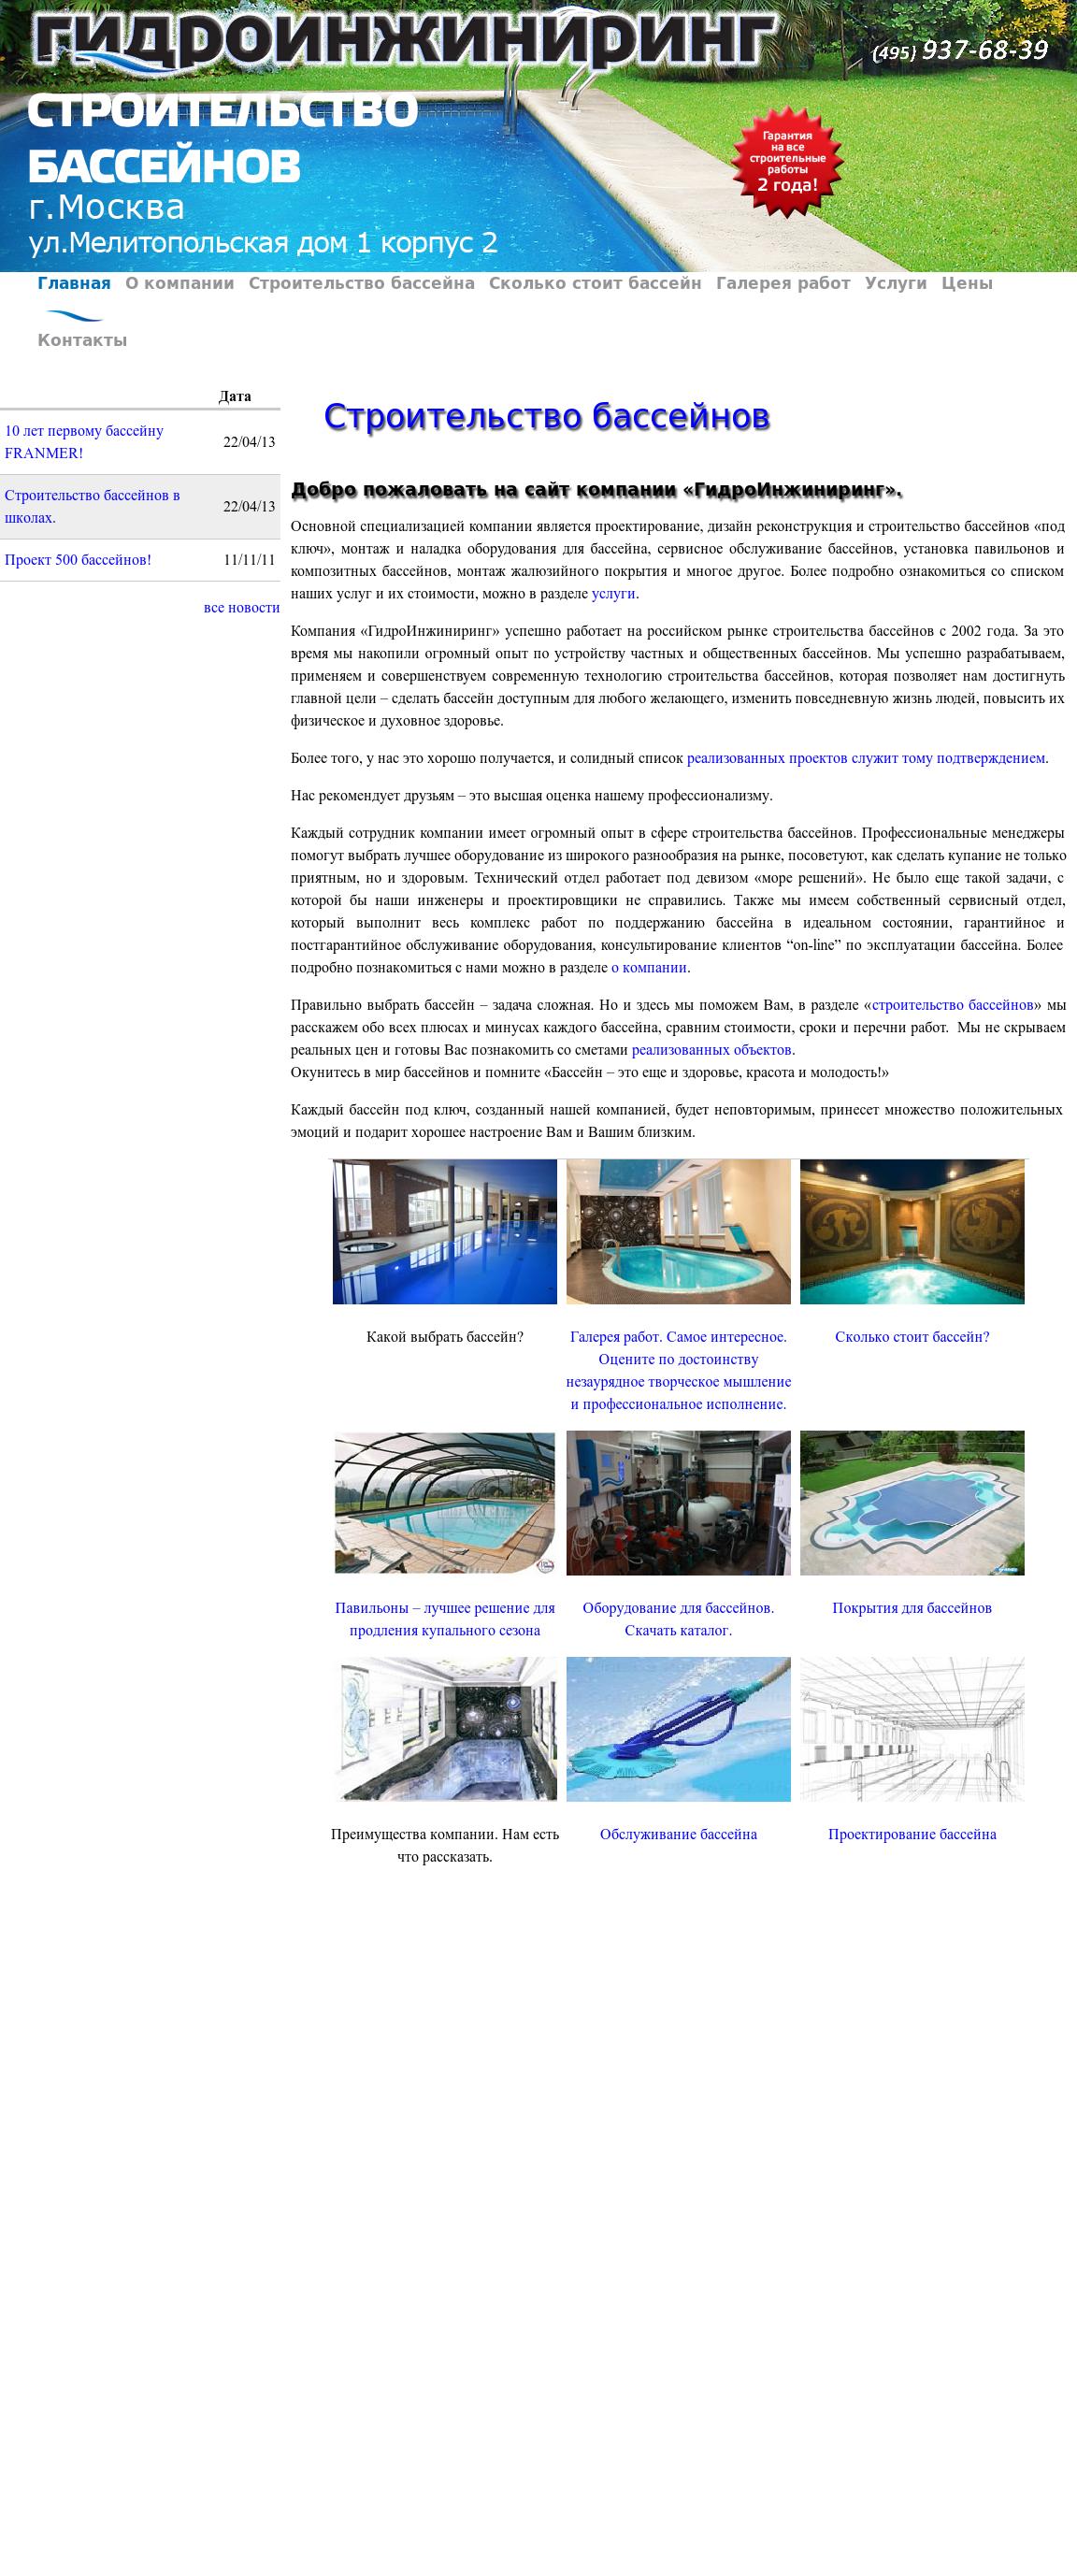 ГИДРОИНЖИНИРИНГ
(495) 937-68-39
СТРОИТЕЛЬСТВО
БАССЕЙНОВ
г.Москва
ул.Мелитопольская дом 1 корпус 2
Гарантия
на все
строительные
работы
2 года!
Главная О компании Строительство бассейна Сколько стоит бассейн Галерея работ Услуги Цены
Контакты
Дата
10 лет первому бассейну
FRANMER!
22/04/13
Строительство бассейнов в
школах.
22/04/13
Проект 500 бассейнов!
11/11/11
все новости
Строительство бассейнов
Добро пожаловать на сайт компании «ГидроИнжиниринг».
Основной специализацией компании является проектирование, дизайн реконструкция и строительство бассейнов «под
ключ», монтаж и наладка оборудования для бассейна, сервисное обслуживание бассейнов, установка павильонов и
композитных бассейнов, монтаж жалюзийного покрытия и многое другое. Более подробно ознакомиться со списком
наших услуг и их стоимости, можно в разделе услуги.
Компания «ГидроИнжиниринг» успешно работает на российском рынке строительства бассейнов с 2002 года. За это
время мы накопили огромный опыт по устройству частных и общественных бассейнов. Мы успешно разрабатываем,
применяем и совершенствуем современную технологию строительства бассейнов, которая позволяет нам достигнуть
главной цели – сделать бассейн доступным для любого желающего, изменить повседневную жизнь людей, повысить их
физическое и духовное здоровье.
Более того, у нас это хорошо получается, и солидный список реализованных проектов служит тому подтверждением.
Нас рекомендует друзьям – это высшая оценка нашему профессионализму.
Каждый сотрудник компании имеет огромный опыт в сфере строительства бассейнов. Профессиональные менеджеры
помогут выбрать лучшее оборудование из широкого разнообразия на рынке, посоветуют, как сделать купание не только
приятным, но и здоровым. Технический отдел работает под девизом «море решений». Не было еще такой задачи, с
которой бы наши инженеры и проектировщики не справились. Также мы имеем собственный сервисный отдел,
который выполнит весь комплекс работ по поддержанию бассейна в идеальном состоянии, гарантийное и
постгарантийное обслуживание оборудования, консультирование клиентов “on-line” по эксплуатации бассейна. Более
подробно познакомиться с нами можно в разделе о компании.
Правильно выбрать бассейн – задача сложная. Но и здесь мы поможем Вам, в разделе «строительство бассейнов» мы
расскажем обо всех плюсах и минусах каждого бассейна, сравним стоимости, сроки и перечни работ. Мы не скрываем
реальных цен и готовы Вас познакомить со сметами реализованных объектов.
Окунитесь в мир бассейнов и помните «Бассейн – это еще и здоровье, красота и молодость!»
Каждый бассейн под ключ, созданный нашей компанией, будет неповторимым, принесет множество положительных
эмоций и подарит хорошее настроение Вам и Вашим близким.
Какой выбрать бассейн?
Галерея работ. Самое интересное.
Оцените по достоинству
незаурядное творческое мышление
и профессиональное исполнение.
Сколько стоит бассейн?
Павильоны – лучшее решение для
продления купального сезона
Оборудование для бассейнов.
Скачать каталог.
Покрытия для бассейнов
Преимущества компании. Нам есть
что рассказать.
Обслуживание бассейна
Проектирование бассейна